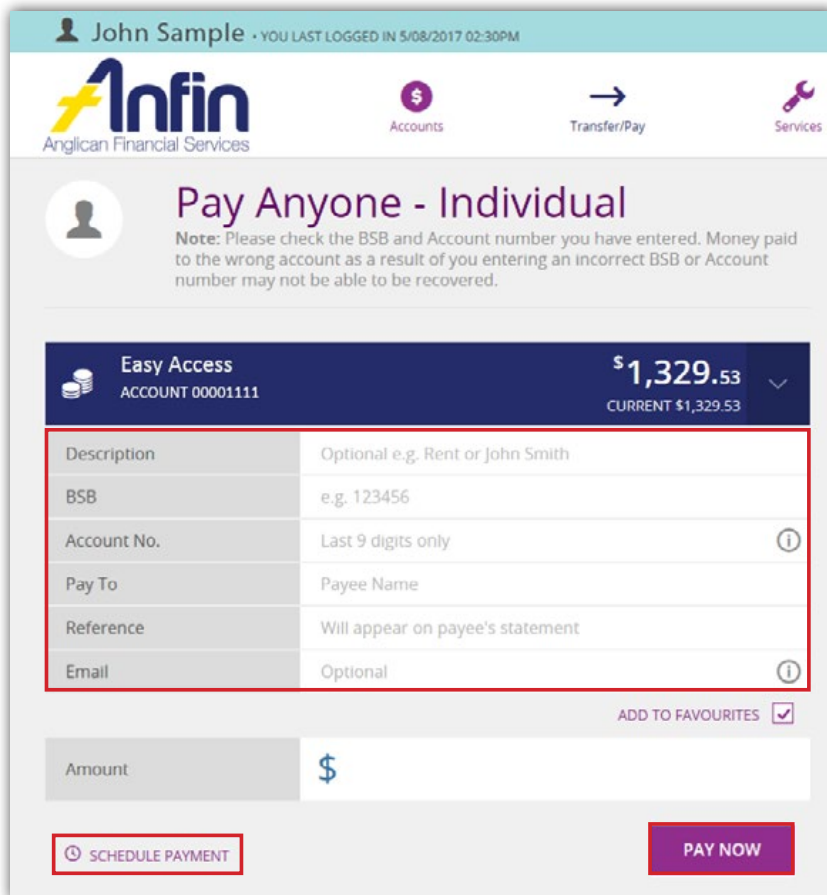 John Sample • YOU LAST LOGGED IN 5/08/2017 02:30PM
Anfin
Anglican Financial Services
Accounts
Transfer/Pay
Services
Pay Anyone - Individual
Note: Please check the BSB and Account number you have entered. Money paid
to the wrong account as a result of you entering an incorrect BSB or Account
number may not be able to be recovered.
Easy Access
ACCOUNT 00001111
$1,329.53
CURRENT $1,329.53
Description Optional e.g. Rent or John Smith
BSB e.g. 123456
Account No. Last 9 digits only
Pay To Payee Name
Reference Will appear on payee's statement
Email Optional
ADD TO FAVOURITES
Amount $
SCHEDULE PAYMENT
PAY NOW